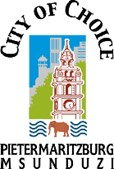 CITY OF CHOICE
PIETERMARITZBURG
MSUNDUZI